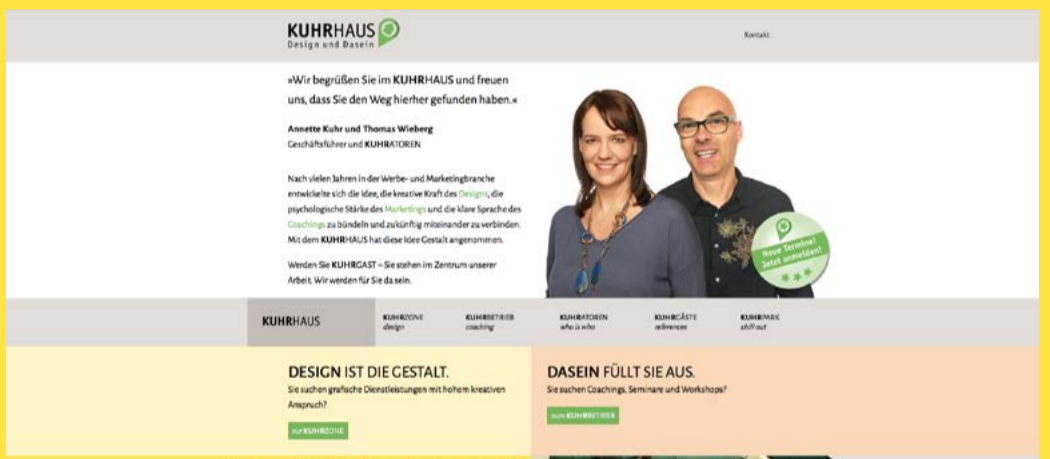 KUHRHAUS
Design und Dasein
Kontakt
»Wir begrüßen Sie im KUHRHAUS und freuen
uns, dass Sie den Weg hierher gefunden haben.«
Annette Kuhr und Thomas Wieberg
Geschäftsführer und KUHRATOREN
Nach vielen Jahren in der Werbe- und Marketingbranche
entwickelte sich die Idee, die kreative Kraft des Designs, die
psychologische Stärke des Marketings und die klare Sprache des
Coachings zu bündeln und zukünftig miteinander zu verbinden.
Mit dem KUHRHAUS hat diese Idee Gestalt angenommen.
Werden Sie KUHRGAST – Sie stehen im Zentrum unserer
Arbeit. Wir werden für Sie da sein.
Neue Termine!
Jetzt anmelden!
KUHRHAUS
KUHRZONE
design
KUHRBETRIEB
coaching
KUHRATOREN
who is who
KUHRGÄSTE
references
KUHRPARK
chill out
DESIGN IST DIE GESTALT.
Sie suchen grafische Dienstleistungen mit hohem kreativen
Anspruch?
zur KUHRZONE
DASEIN FÜLLT SIE AUS.
Sie suchen Coachings, Seminare und Workshops?
zum KUHRBETRIEB